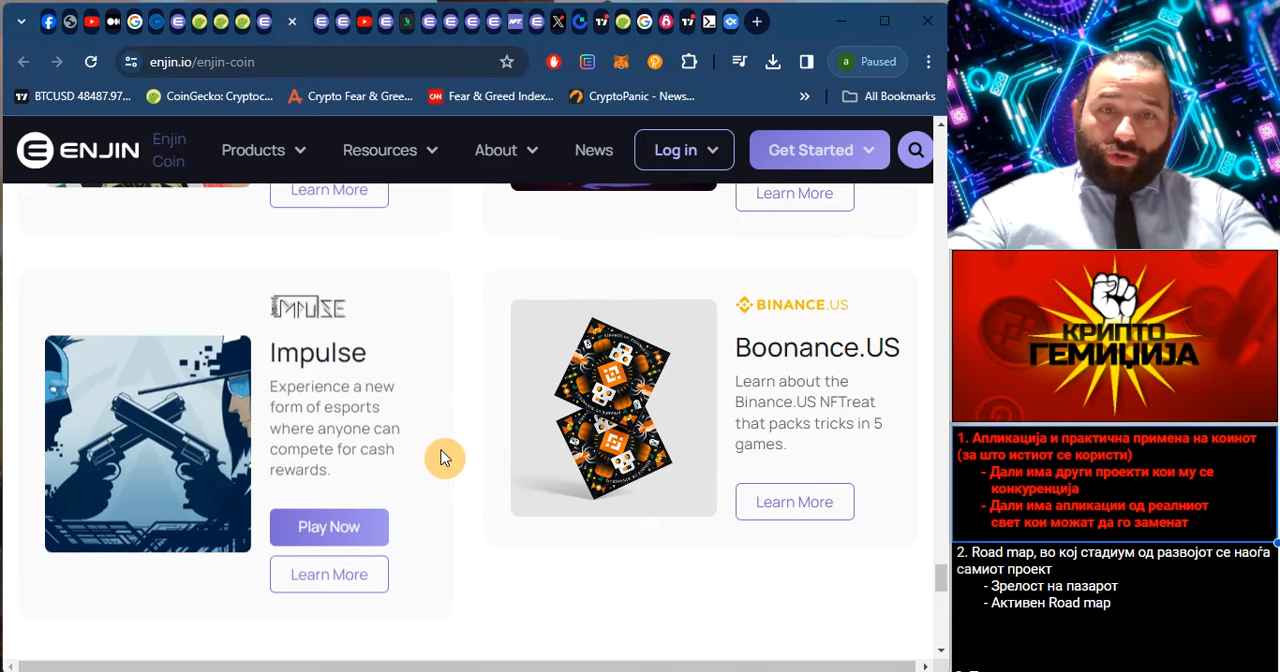 enjin.io/enjin-coin
a Paused
BTCUSD 48487.97...
CoinGecko: Cryptoc...
Crypto Fear & Gree...
Fear & Greed Index...
CryptoPanic - News...
»
All Bookmarks
ENJIN
Enjin
Coin
Products
Resources
About
News
Log in
Get Started
Learn More
Learn More
IMPULSE
Impulse
Experience a new
form of esports
where anyone can
compete for cash
rewards.
Play Now
Learn More
BINANCE.US
Boonance.US
Learn about the
Binance.US NFTreat
that packs tricks in 5
games.
Learn More
КРИПТО
ГЕМИЏИЈА
1. Апликација и практична примена на коинот
(за што истиот се користи)
- Дали има други проекти кои му се
конкуренција
- Дали има апликации од реалниот
свет кои можат да го заменат
2. Road map, во кој стадиум од развојот се наоѓа
самиот проект
- Зрелост на пазарот
- Активен Road map